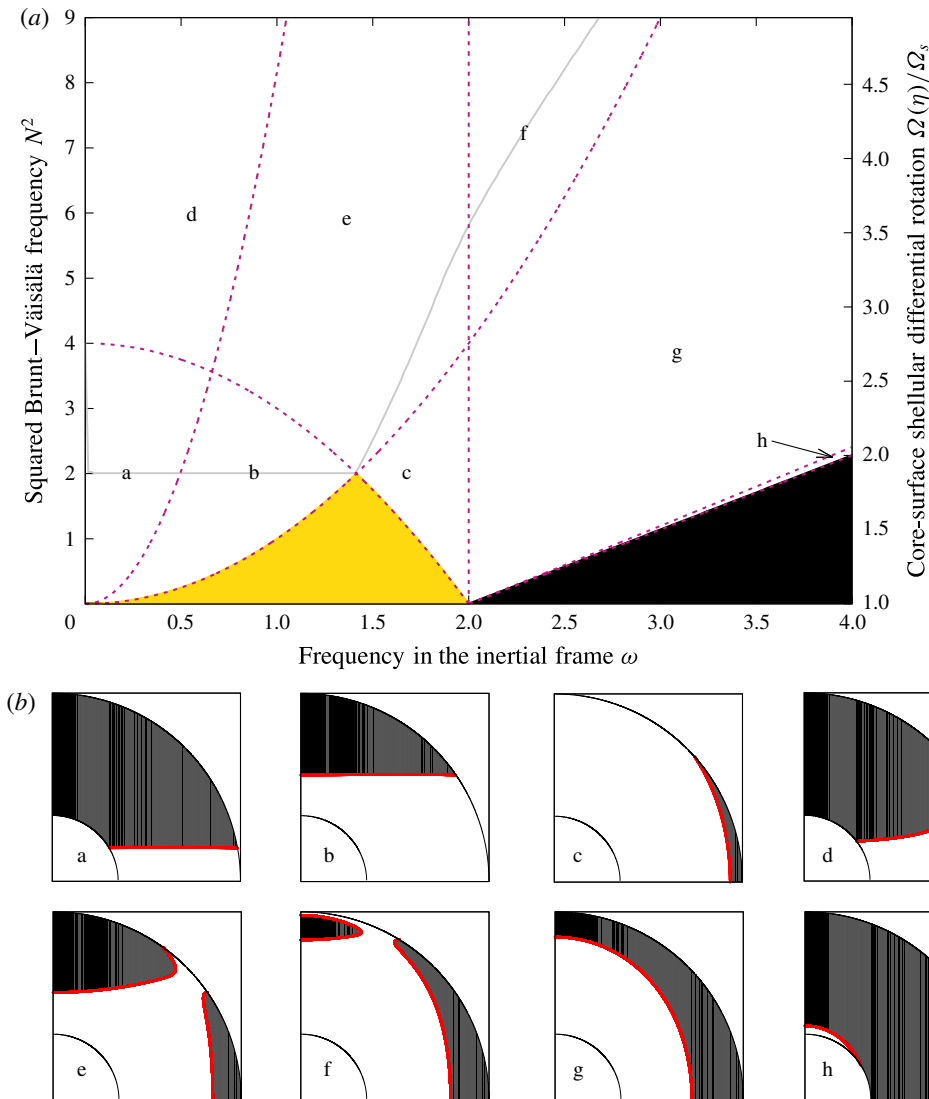 (a)
9
8
7
6
5
4
3
2
1
0
0.5
1.0
1.5
2.0
2.5
3.0
3.5
4.0
Squared Brunt–Väisälä frequency N²
Frequency in the inertial frame ω
4.5
4.0
3.5
3.0
2.5
2.0
1.5
1.0
Core-surface shellular differential rotation Ω(η)/Ωs
f
d
e
g
h
a
b
c
(b)
a
b
c
d
e
f
g
h